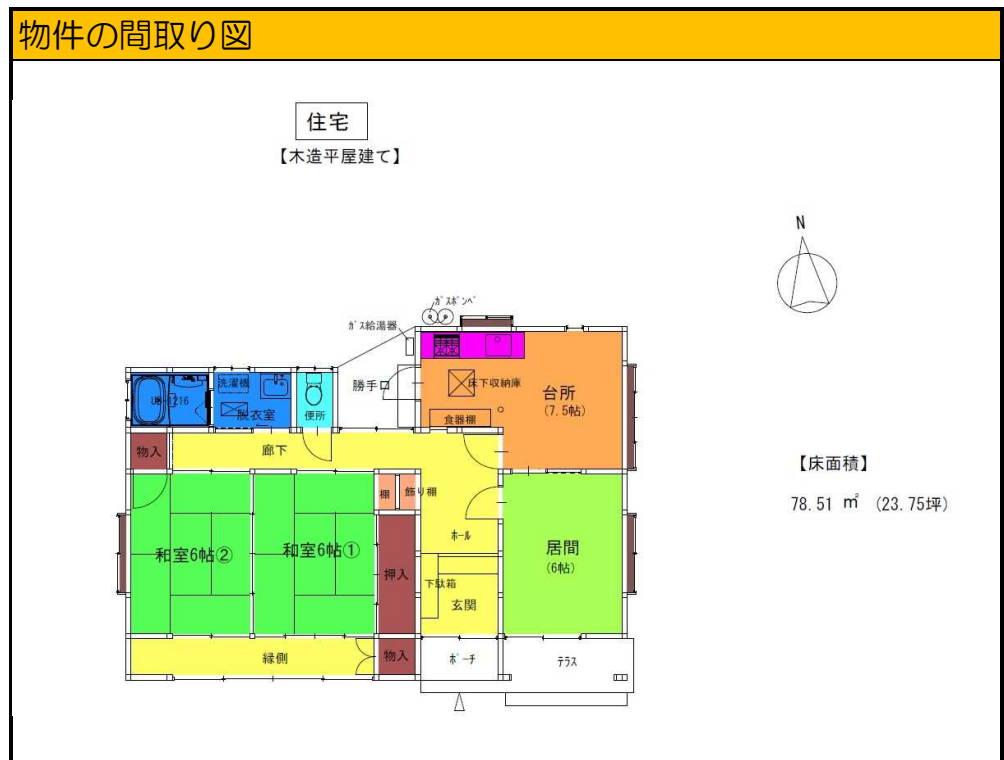 物件の間取り図
住宅
【木造平屋建て】
N
ガスボンベ
ガス給湯器
勝手口
床下収納庫
台所
(7.5帖)
食器棚
UB-1216
洗濯機
脱衣室
便所
物入
廊下
棚
飾り棚
ホール
居間
(6帖)
和室6帖②
和室6帖①
押入
下駄箱
玄関
縁側
物入
ポーチ
テラス
【床面積】
78.51 ㎡ (23.75坪)